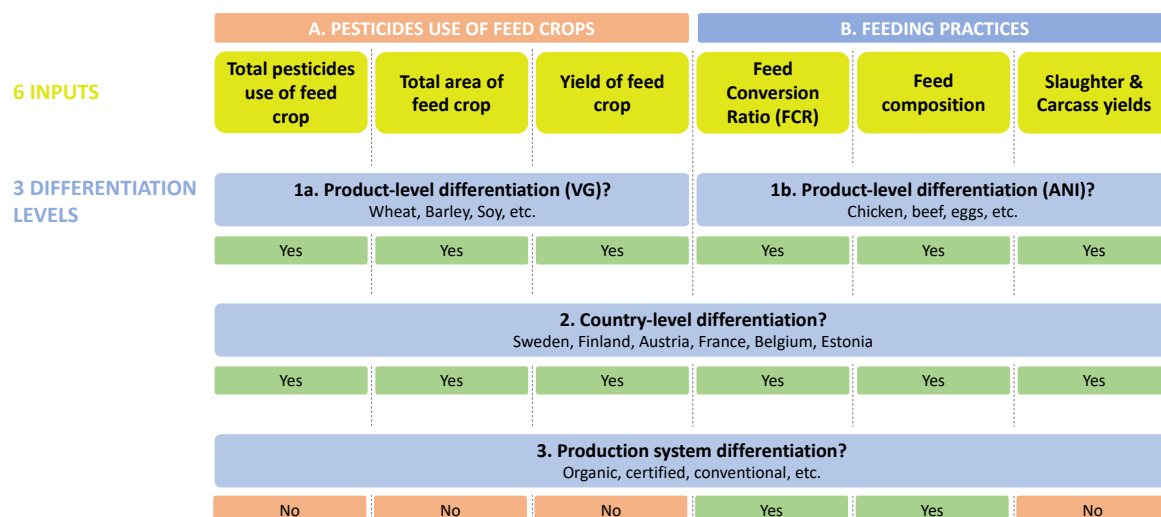 A. PESTICIDES USE OF FEED CROPS
B. FEEDING PRACTICES
6 INPUTS
Total pesticides
use of feed
crop
Total area of
feed crop
Yield of feed
crop
Feed
Conversion
Ratio (FCR)
Feed
composition
Slaughter &
Carcass yields
3 DIFFERENTIATION
LEVELS
1a. Product-level differentiation (VG)?
Wheat, Barley, Soy, etc.
1b. Product-level differentiation (ANI)?
Chicken, beef, eggs, etc.
Yes
Yes
Yes
Yes
Yes
Yes
2. Country-level differentiation?
Sweden, Finland, Austria, France, Belgium, Estonia
Yes
Yes
Yes
Yes
Yes
Yes
3. Production system differentiation?
Organic, certified, conventional, etc.
No
No
No
Yes
Yes
No